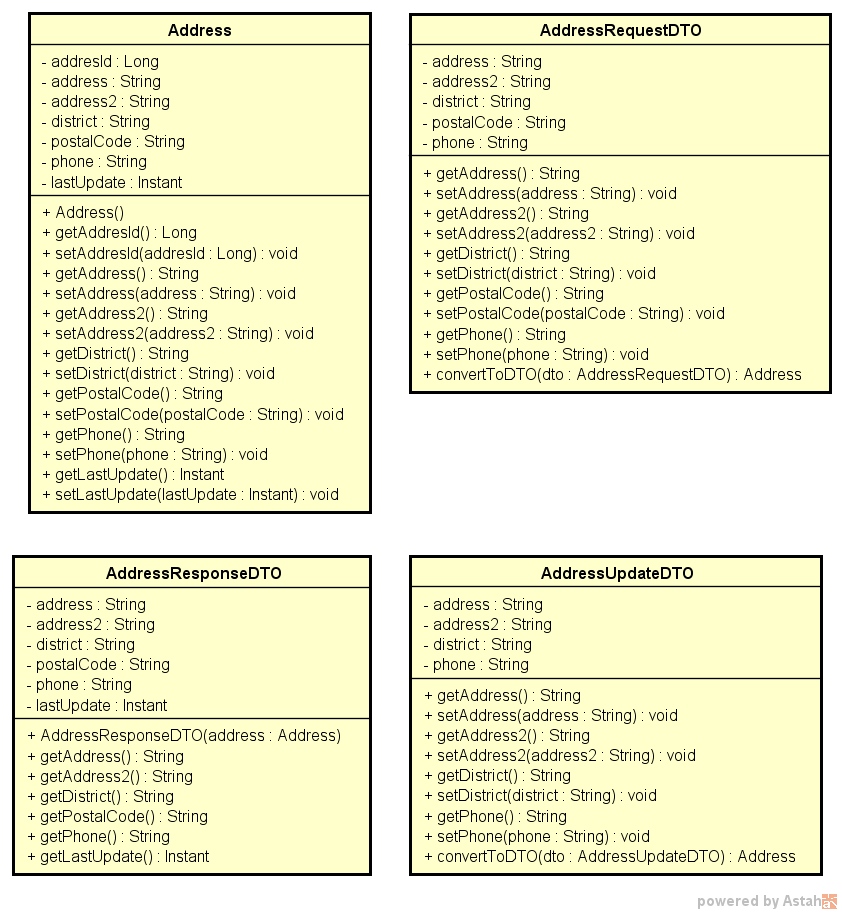 Address
- addresId : Long
- address : String
- address2 : String
- district : String
- postalCode : String
- phone : String
- lastUpdate : Instant
+ Address()
+ getAddresId() : Long
+ setAddresId(addresId : Long) : void
+ getAddress() : String
+ setAddress(address : String) : void
+ getAddress2() : String
+ setAddress2(address2 : String) : void
+ getDistrict() : String
+ setDistrict(district : String) : void
+ getPostalCode() : String
+ setPostalCode(postalCode : String) : void
+ getPhone() : String
+ setPhone(phone : String) : void
+ getLastUpdate() : Instant
+ setLastUpdate(lastUpdate : Instant) : void
AddressRequestDTO
- address : String
- address2 : String
- district : String
- postalCode : String
- phone : String
+ getAddress() : String
+ setAddress(address : String) : void
+ getAddress2() : String
+ setAddress2(address2 : String) : void
+ getDistrict() : String
+ setDistrict(district : String) : void
+ getPostalCode() : String
+ setPostalCode(postalCode : String) : void
+ getPhone() : String
+ setPhone(phone : String) : void
+ convertToDTO(dto : AddressRequestDTO) : Address
AddressResponseDTO
- address : String
- address2 : String
- district : String
- postalCode : String
- phone : String
- lastUpdate : Instant
+ AddressResponseDTO(address : Address)
+ getAddress() : String
+ getAddress2() : String
+ getDistrict() : String
+ getPostalCode() : String
+ getPhone() : String
+ getLastUpdate() : Instant
AddressUpdateDTO
- address : String
- address2 : String
- district : String
- phone : String
+ getAddress() : String
+ setAddress(address : String) : void
+ getAddress2() : String
+ setAddress2(address2 : String) : void
+ getDistrict() : String
+ setDistrict(district : String) : void
+ getPhone() : String
+ setPhone(phone : String) : void
+ convertToDTO(dto : AddressUpdateDTO) : Address
powered by Astah